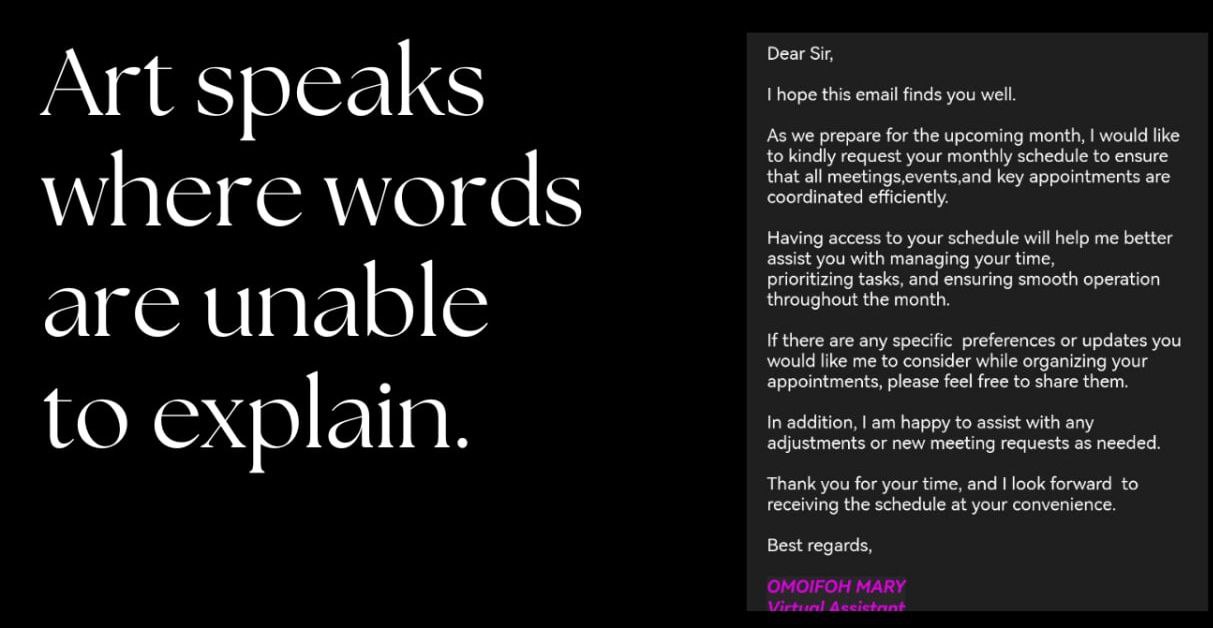 Art speaks
where words
are unable
to explain.
Dear Sir,
I hope this email finds you well.
As we prepare for the upcoming month, I would like
to kindly request your monthly schedule to ensure
that all meetings,events,and key appointments are
coordinated efficiently.
Having access to your schedule will help me better
assist you with managing your time,
prioritizing tasks, and ensuring smooth operation
throughout the month.
If there are any specific  preferences or updates you
would like me to consider while organizing your
appointments, please feel free to share them.
In addition, I am happy to assist with any
adjustments or new meeting requests as needed.
Thank you for your time, and I look forward  to
receiving the schedule at your convenience.
Best regards,
OMOIFOH MARY
Virtual Assistant